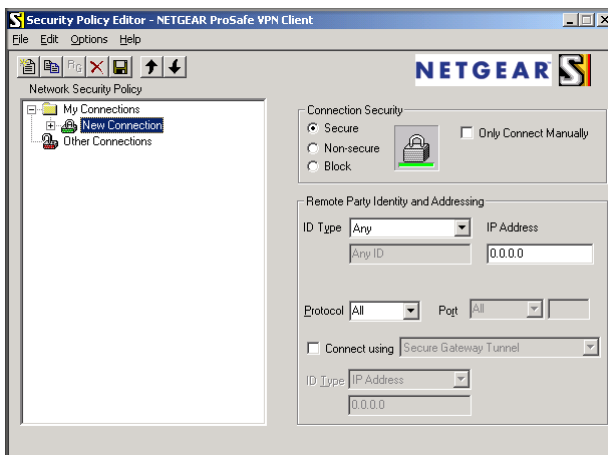 Security Policy Editor - NETGEAR ProSafe VPN Client
File Edit Options Help
NETGEAR
Network Security Policy
My Connections
New Connection
Other Connections
Connection Security
Secure
Non-secure
Block
Only Connect Manually
Remote Party Identity and Addressing
ID Type Any IP Address
Any ID 0.0.0.0
Protocol All Port All
Connect using Secure Gateway Tunnel
ID Type IP Address
0.0.0.0